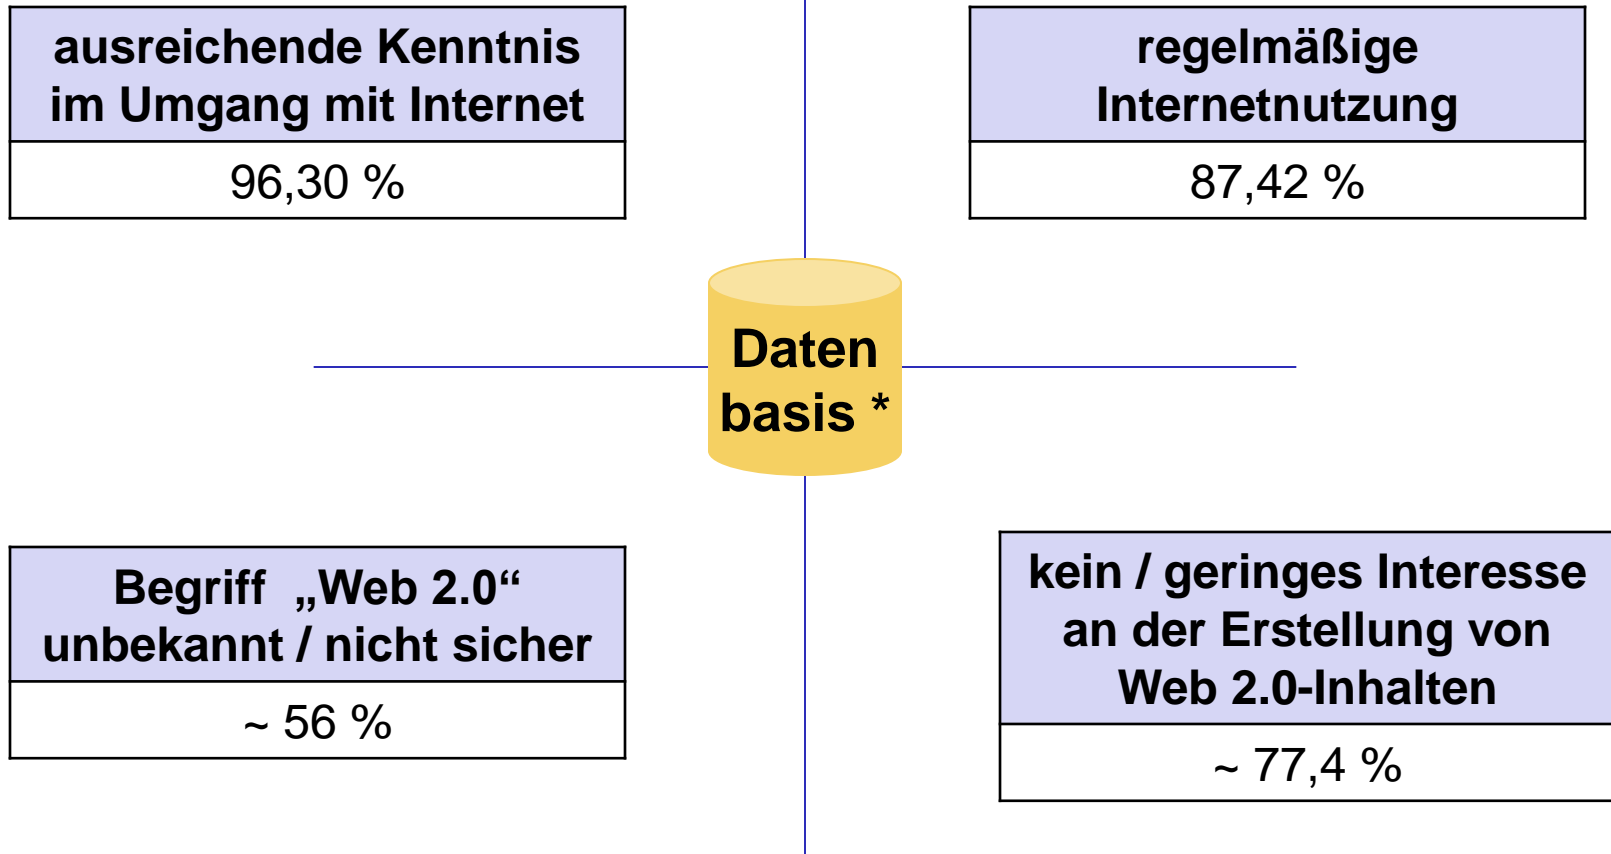 ausreichende Kenntnis
im Umgang mit Internet
96,30 %
regelmäßige
Internetnutzung
87,42 %
Daten
basis *
Begriff „Web 2.0“
unbekannt / nicht sicher
~ 56 %
kein / geringes Interesse
an der Erstellung von
Web 2.0-Inhalten
~ 77,4 %